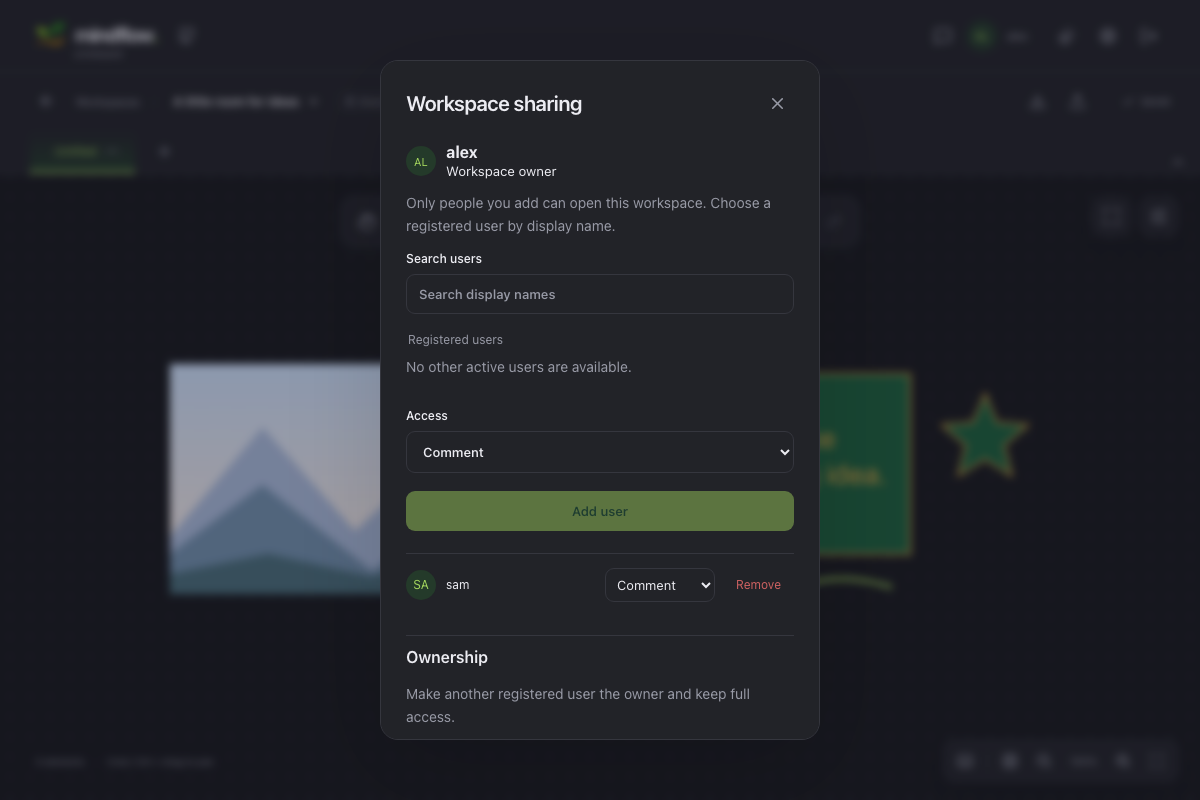 Workspace sharing
AL
alex
Workspace owner
Only people you add can open this workspace. Choose a
registered user by display name.
Search users
Search display names
Registered users
No other active users are available.
Access
Comment
Add user
SA
sam
Comment
Remove
Ownership
Make another registered user the owner and keep full
access.
idea.